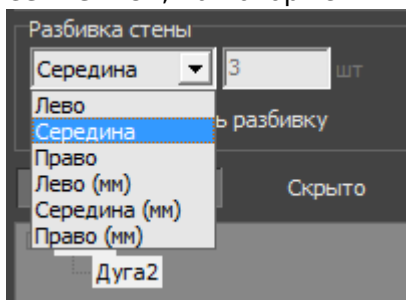 Разбивка стены
Середина 3 шт
Лево
Середина
ь разбивку
Право
Лево (мм)
Скрыто
Середина (мм)
Право (мм)
Дуга2